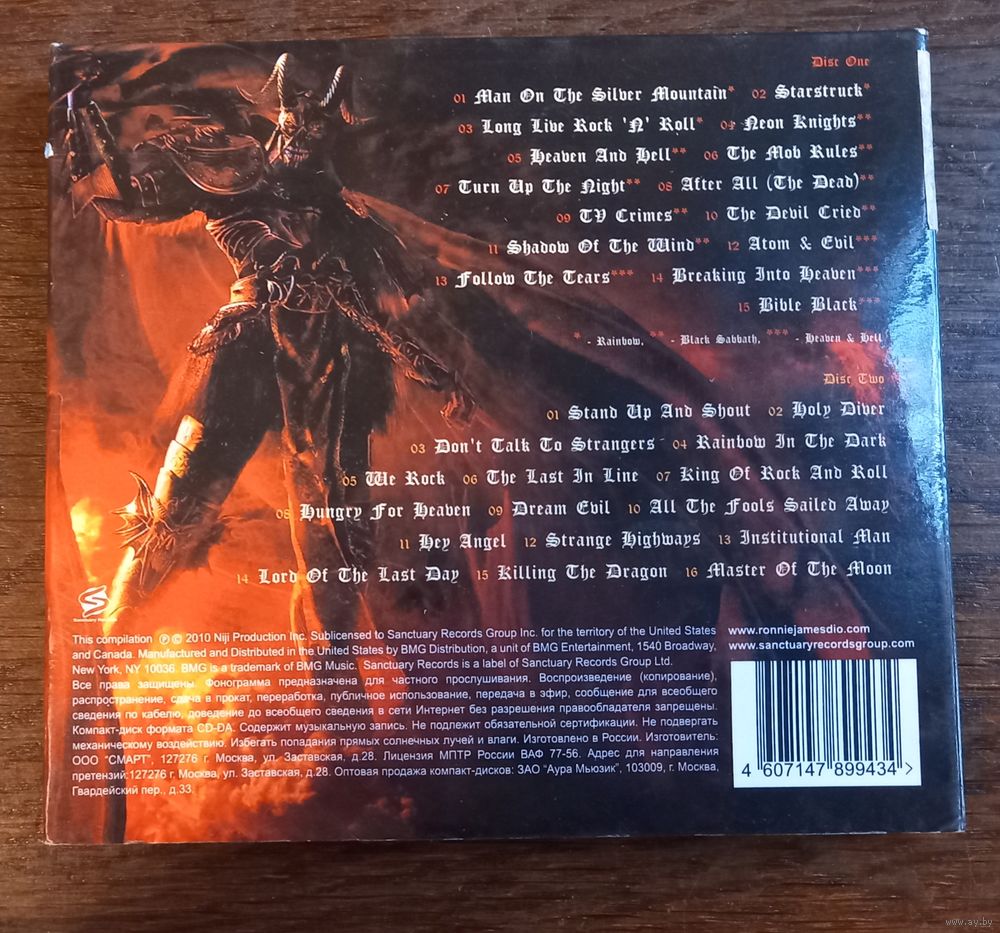 Disc One
01 Man On The Silver Mountain* 02 Starstruck*
03 Long Live Rock 'N' Roll* 04 Neon Knights**
05 Heaven And Hell** 06 The Mob Rules**
07 Turn Up The Night** 08 After All (The Dead)**
09 TV Crimes** 10 The Devil Cried**
11 Shadow Of The Wind** 12 Atom & Evil***
13 Follow The Tears*** 14 Breaking Into Heaven***
15 Bible Black***
* - Rainbow, ** - Black Sabbath, *** - Heaven & Hell
Disc Two
01 Stand Up And Shout 02 Holy Diver
03 Don't Talk To Strangers 04 Rainbow In The Dark
05 We Rock 06 The Last In Line 07 King Of Rock And Roll
08 Hungry For Heaven 09 Dream Evil 10 All The Fools Sailed Away
11 Hey Angel 12 Strange Highways 13 Institutional Man
14 Lord Of The Last Day 15 Killing The Dragon 16 Master Of The Moon
Sanctuary Records
This compilation ℗ © 2010 Niji Production Inc. Sublicensed to Sanctuary Records Group Inc. for the territory of the United States
and Canada. Manufactured and Distributed in the United States by BMG Distribution, a unit of BMG Entertainment, 1540 Broadway,
New York, NY 10036. BMG is a trademark of BMG Music. Sanctuary Records is a label of Sanctuary Records Group Ltd.
Все права защищены. Фонограмма предназначена для частного прослушивания. Воспроизведение (копирование),
распространение, сдача в прокат, переработка, публичное использование, передача в эфир, сообщение для всеобщего
сведения по кабелю, доведение до всеобщего сведения в сети Интернет без разрешения правообладателя запрещены.
Компакт-диск формата CD-DA. Содержит музыкальную запись. Не подлежит обязательной сертификации. Не подвергать
механическому воздействию. Избегать попадания прямых солнечных лучей и влаги. Изготовлено в России. Изготовитель:
ООО "СМАРТ", 127276 г. Москва, ул. Заставская, д.28. Лицензия МПТР России ВАФ 77-56. Адрес для направления
претензий:127276 г. Москва, ул. Заставская, д.28. Оптовая продажа компакт-дисков: ЗАО "Аура Мьюзик", 103009, г. Москва,
Гвардейский пер., д.33.
www.ronniejamesdio.com
www.sanctuaryrecordsgroup.com
4 607147 899434 >
www.ay.by